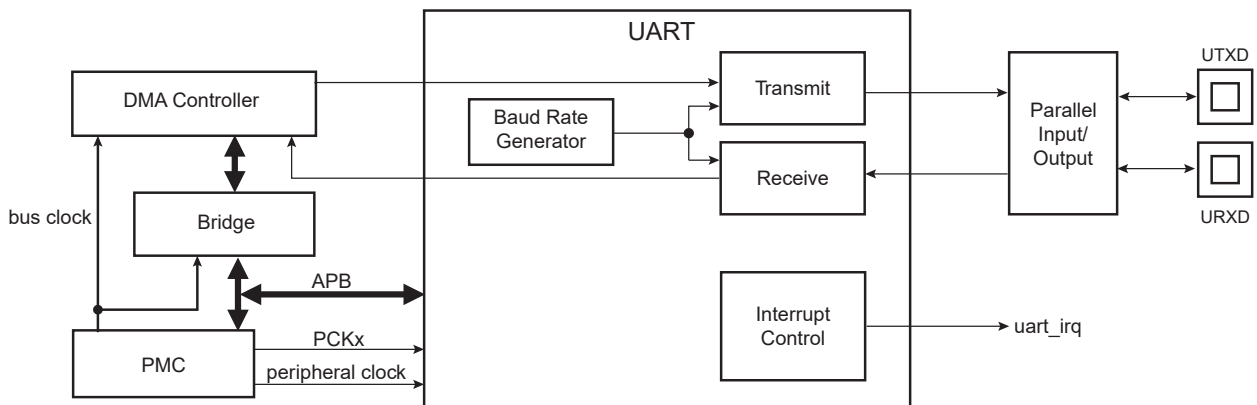 UART
DMA Controller
Transmit
Baud Rate
Generator
Receive
Parallel
Input/
Output
UTXD
URXD
bus clock
Bridge
APB
PMC
PCKx
peripheral clock
Interrupt
Control
uart_irq